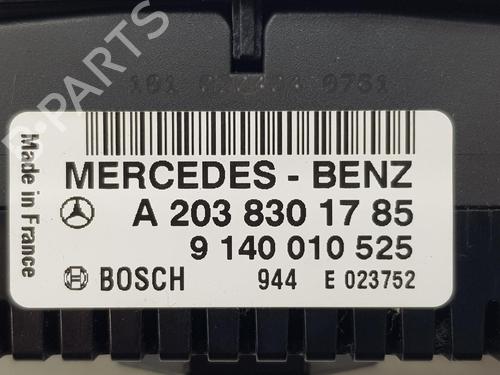 B-PARTS
MERCEDES - BENZ
A 203 830 17 85
9 140 010 525
BOSCH 944 E 023752
Made in France